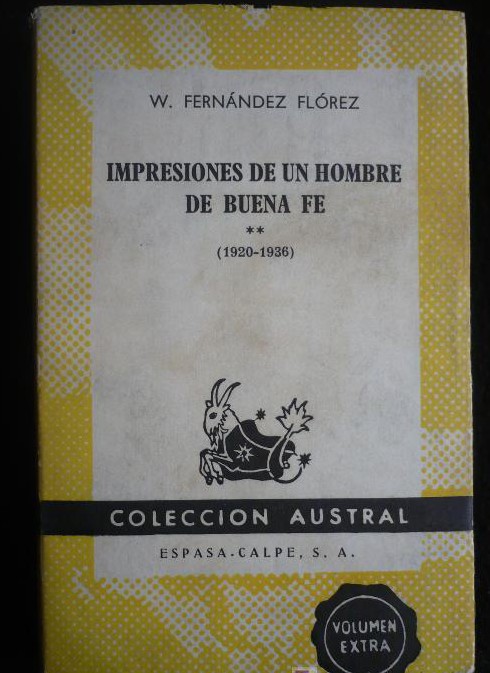 W. FERNÁNDEZ FLÓREZ
IMPRESIONES DE UN HOMBRE
DE BUENA FE
**
(1920-1936)
COLECCION AUSTRAL
ESPASA-CALPE, S. A.
VOLUMEN
EXTRA